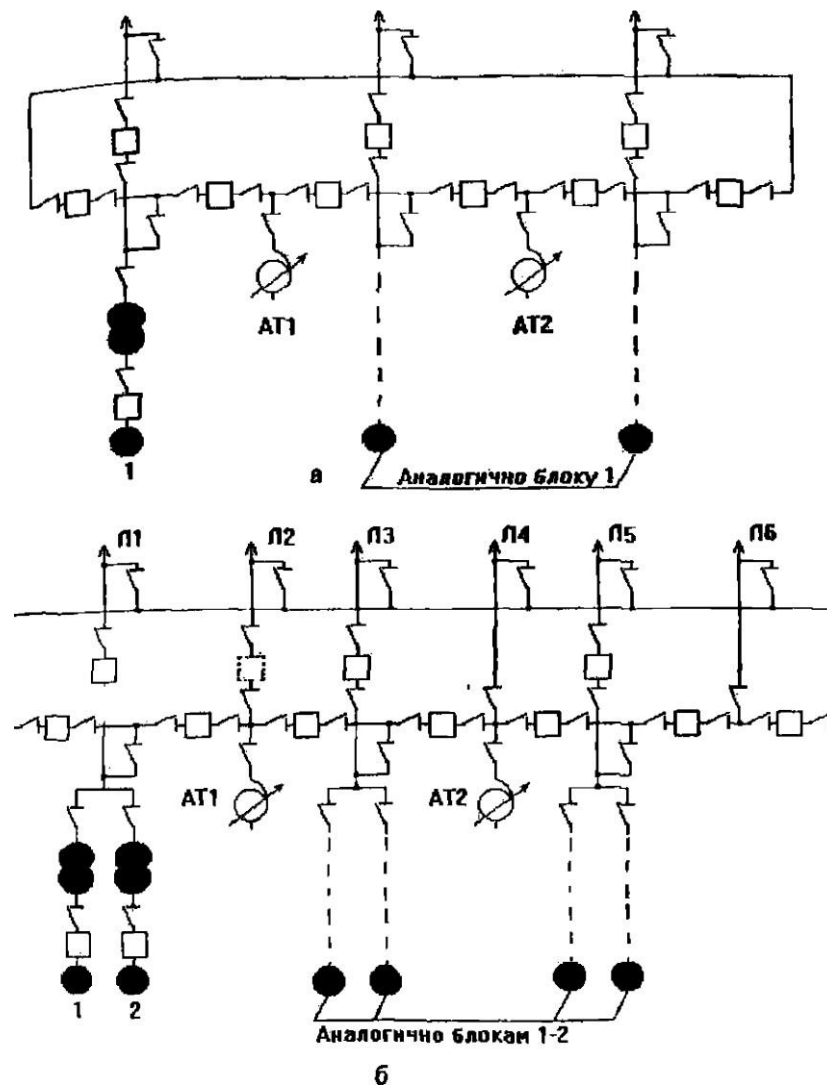 АТ1 АТ2
1 а Аналогично блоку 1
Л1 Л2 Л3 Л4 Л5 Л6
АТ1 АТ2
1 2
Аналогично блокам 1-2
б